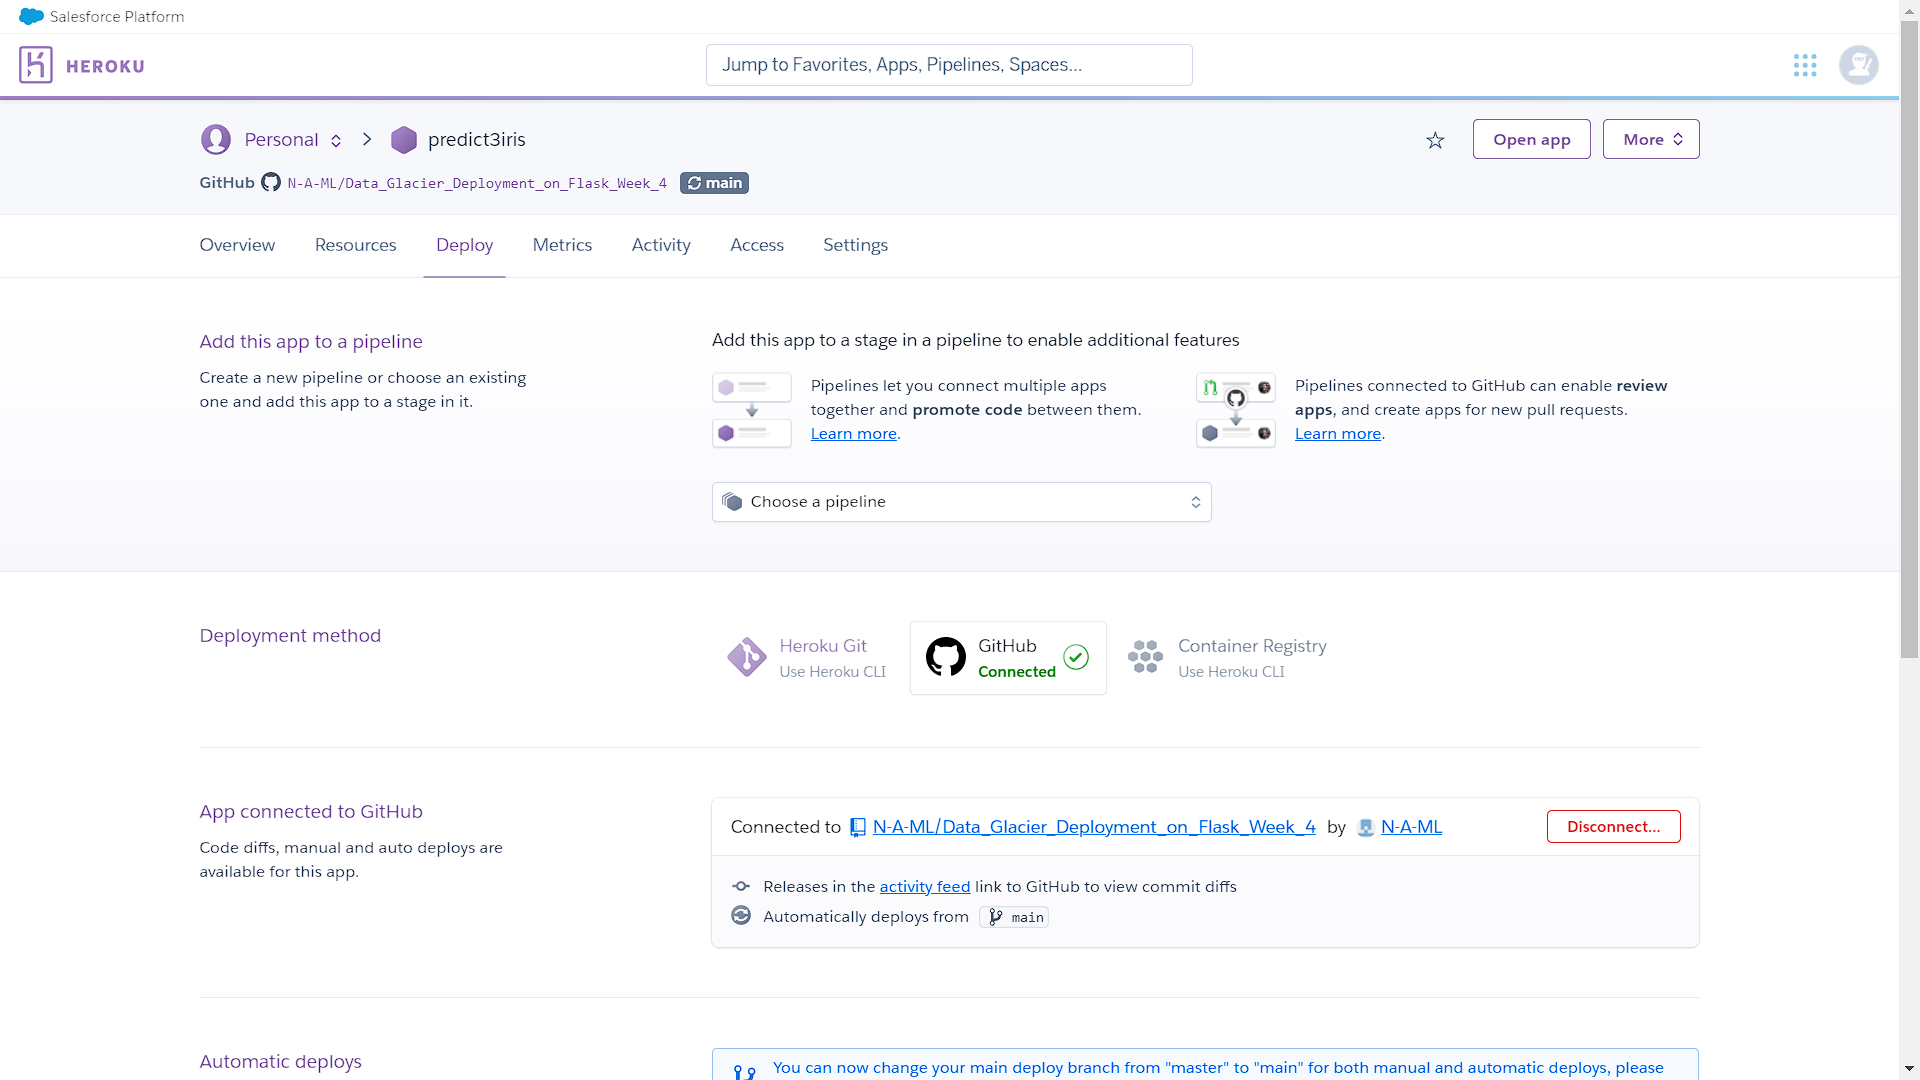 Salesforce Platform
HEROKU
Jump to Favorites, Apps, Pipelines, Spaces...
Personal
predict3iris
Open app
More
GitHub N-A-ML/Data_Glacier_Deployment_on_Flask_Week_4 main
Overview Resources Deploy Metrics Activity Access Settings
Add this app to a pipeline
Create a new pipeline or choose an existing
one and add this app to a stage in it.
Add this app to a stage in a pipeline to enable additional features
Pipelines let you connect multiple apps
together and promote code between them.
Learn more.
Pipelines connected to GitHub can enable review
apps, and create apps for new pull requests.
Learn more.
Choose a pipeline
Deployment method
Heroku Git
Use Heroku CLI
GitHub
Connected
Container Registry
Use Heroku CLI
App connected to GitHub
Code diffs, manual and auto deploys are
available for this app.
Connected to N-A-ML/Data_Glacier_Deployment_on_Flask_Week_4 by N-A-ML
Disconnect...
Releases in the activity feed link to GitHub to view commit diffs
Automatically deploys from main
Automatic deploys
You can now change your main deploy branch from "master" to "main" for both manual and automatic deploys, please